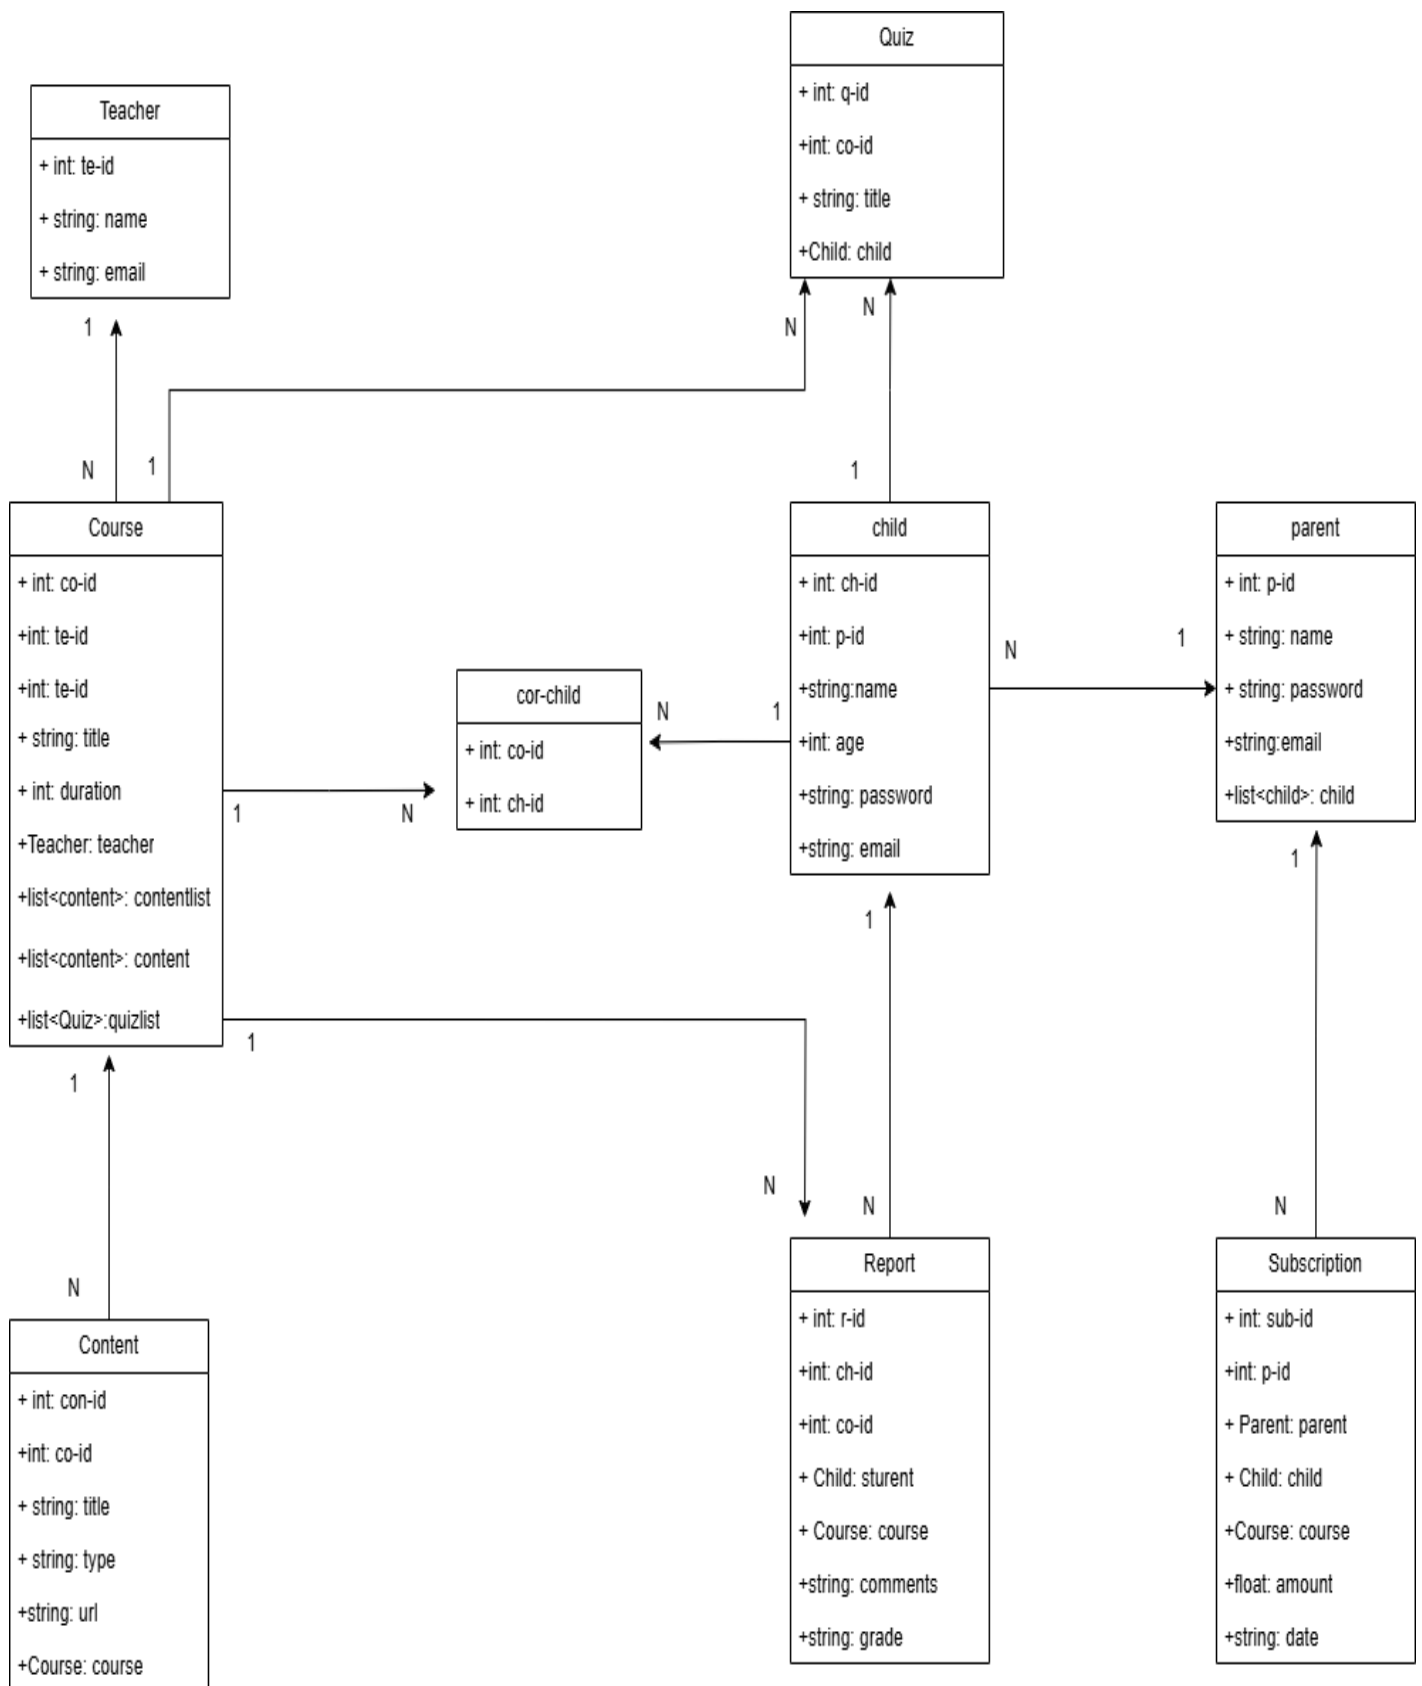 Quiz
+ int: q-id
+int: co-id
+ string: title
+Child: child
Teacher
+ int: te-id
+ string: name
+ string: email
1
N
N
N
1
1
Course
+ int: co-id
+int: te-id
+int: te-id
+ string: title
+ int: duration
+Teacher: teacher
+list<content>: contentlist
+list<content>: content
+list<Quiz>:quizlist
child
+ int: ch-id
+int: p-id
+string:name
+int: age
+string: password
+string: email
parent
+ int: p-id
+ string: name
+ string: password
+string:email
+list<child>: child
N
1
cor-child
+ int: co-id
+ int: ch-id
N
1
1
N
1
1
1
1
N
N
N
N
Content
+ int: con-id
+int: co-id
+ string: title
+ string: type
+string: url
+Course: course
Report
+ int: r-id
+int: ch-id
+int: co-id
+ Child: sturent
+ Course: course
+string: comments
+string: grade
Subscription
+ int: sub-id
+int: p-id
+ Parent: parent
+ Child: child
+Course: course
+float: amount
+string: date